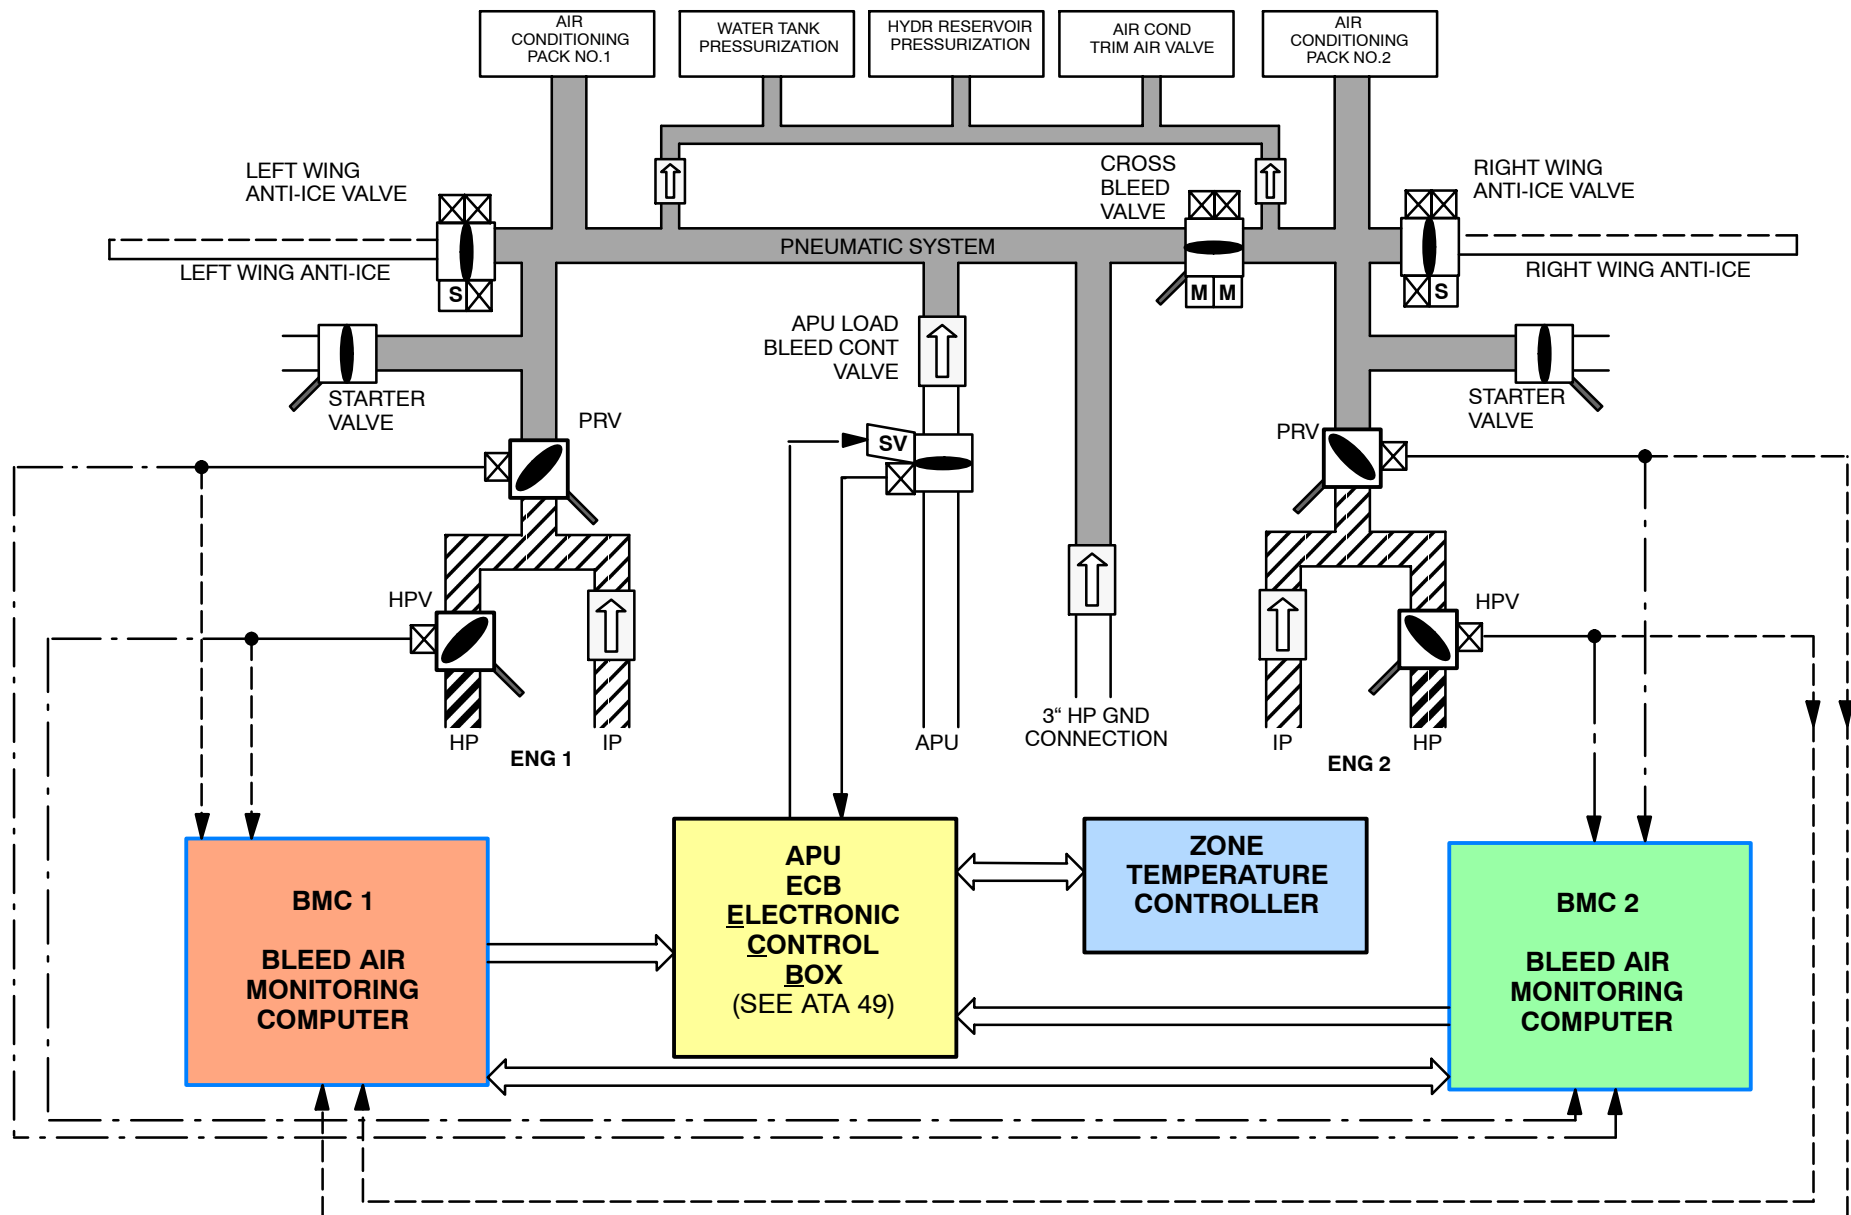 AIR
CONDITIONING
PACK NO.1
WATER TANK
PRESSURIZATION
HYDR RESERVOIR
PRESSURIZATION
AIR COND
TRIM AIR VALVE
AIR
CONDITIONING
PACK NO.2
LEFT WING
ANTI-ICE VALVE
CROSS
BLEED
VALVE
RIGHT WING
ANTI-ICE VALVE
PNEUMATIC SYSTEM
LEFT WING ANTI-ICE
RIGHT WING ANTI-ICE
S
M M
S
APU LOAD
BLEED CONT
VALVE
STARTER
VALVE
STARTER
VALVE
PRV
PRV
SV
HPV
HPV
HP
IP
ENG 1
APU
3“ HP GND
CONNECTION
IP
HP
ENG 2
BMC 1
BLEED AIR
MONITORING
COMPUTER
APU
ECB
ELECTRONIC
CONTROL
BOX
(SEE ATA 49)
ZONE
TEMPERATURE
CONTROLLER
BMC 2
BLEED AIR
MONITORING
COMPUTER